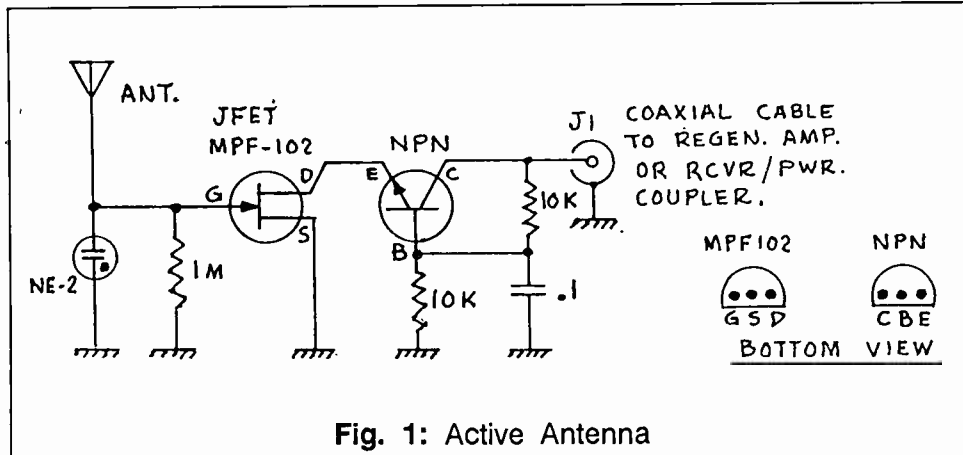 ANT.
JFET
MPF-102
NPN
J1
COAXIAL CABLE
TO REGEN. AMP.
OR RCVR/PWR.
COUPLER.
G
D
S
E
C
B
10K
NE-2
1M
10K
.1
MPF102
NPN
G S D
C B E
BOTTOM VIEW
Fig. 1: Active Antenna